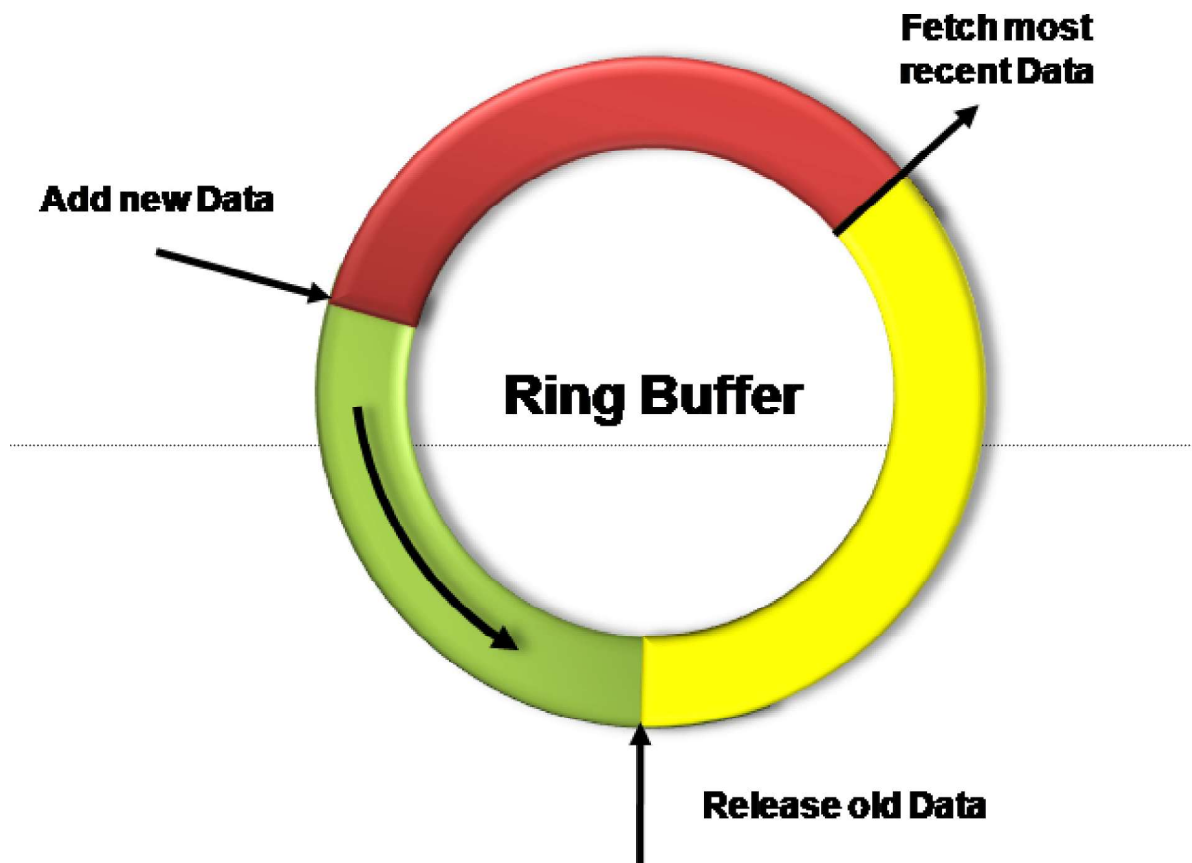 Fetch most
recent Data
Add new Data
Ring Buffer
Release old Data